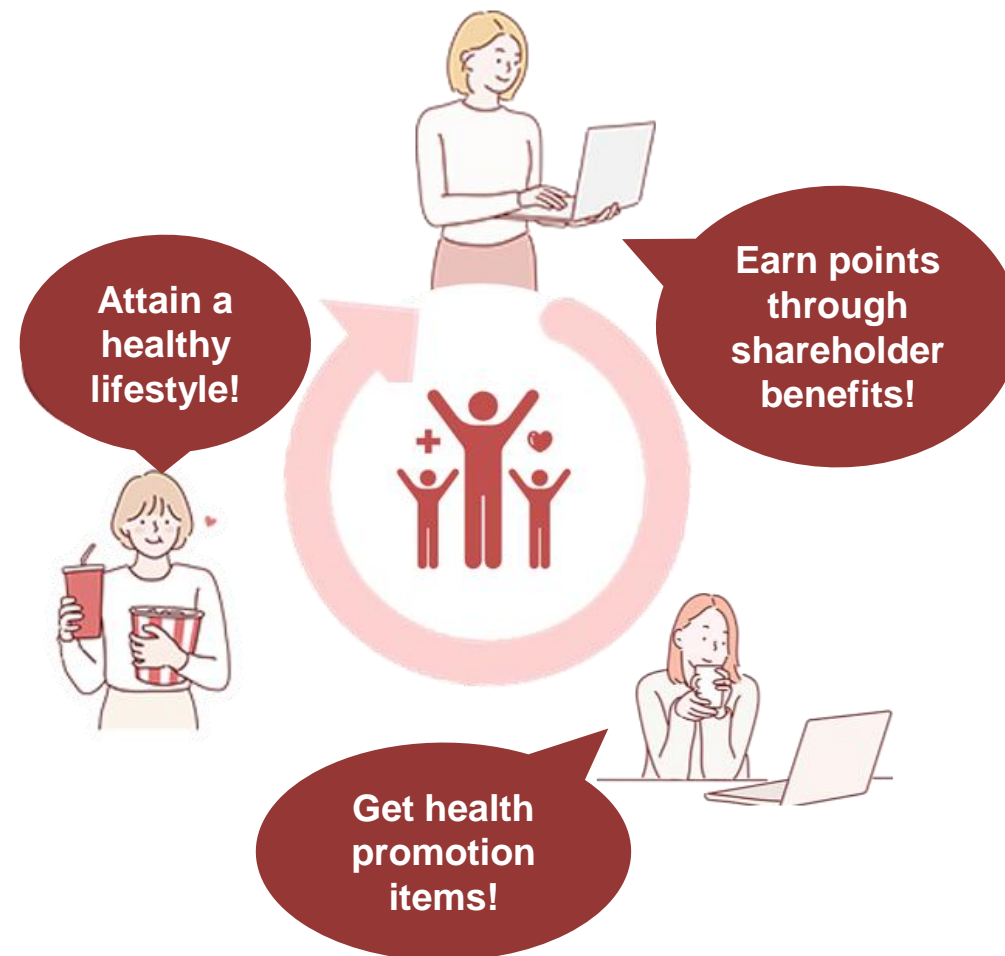 Earn points
through
shareholder
benefits!
Attain a
healthy
lifestyle!
Get health
promotion
items!